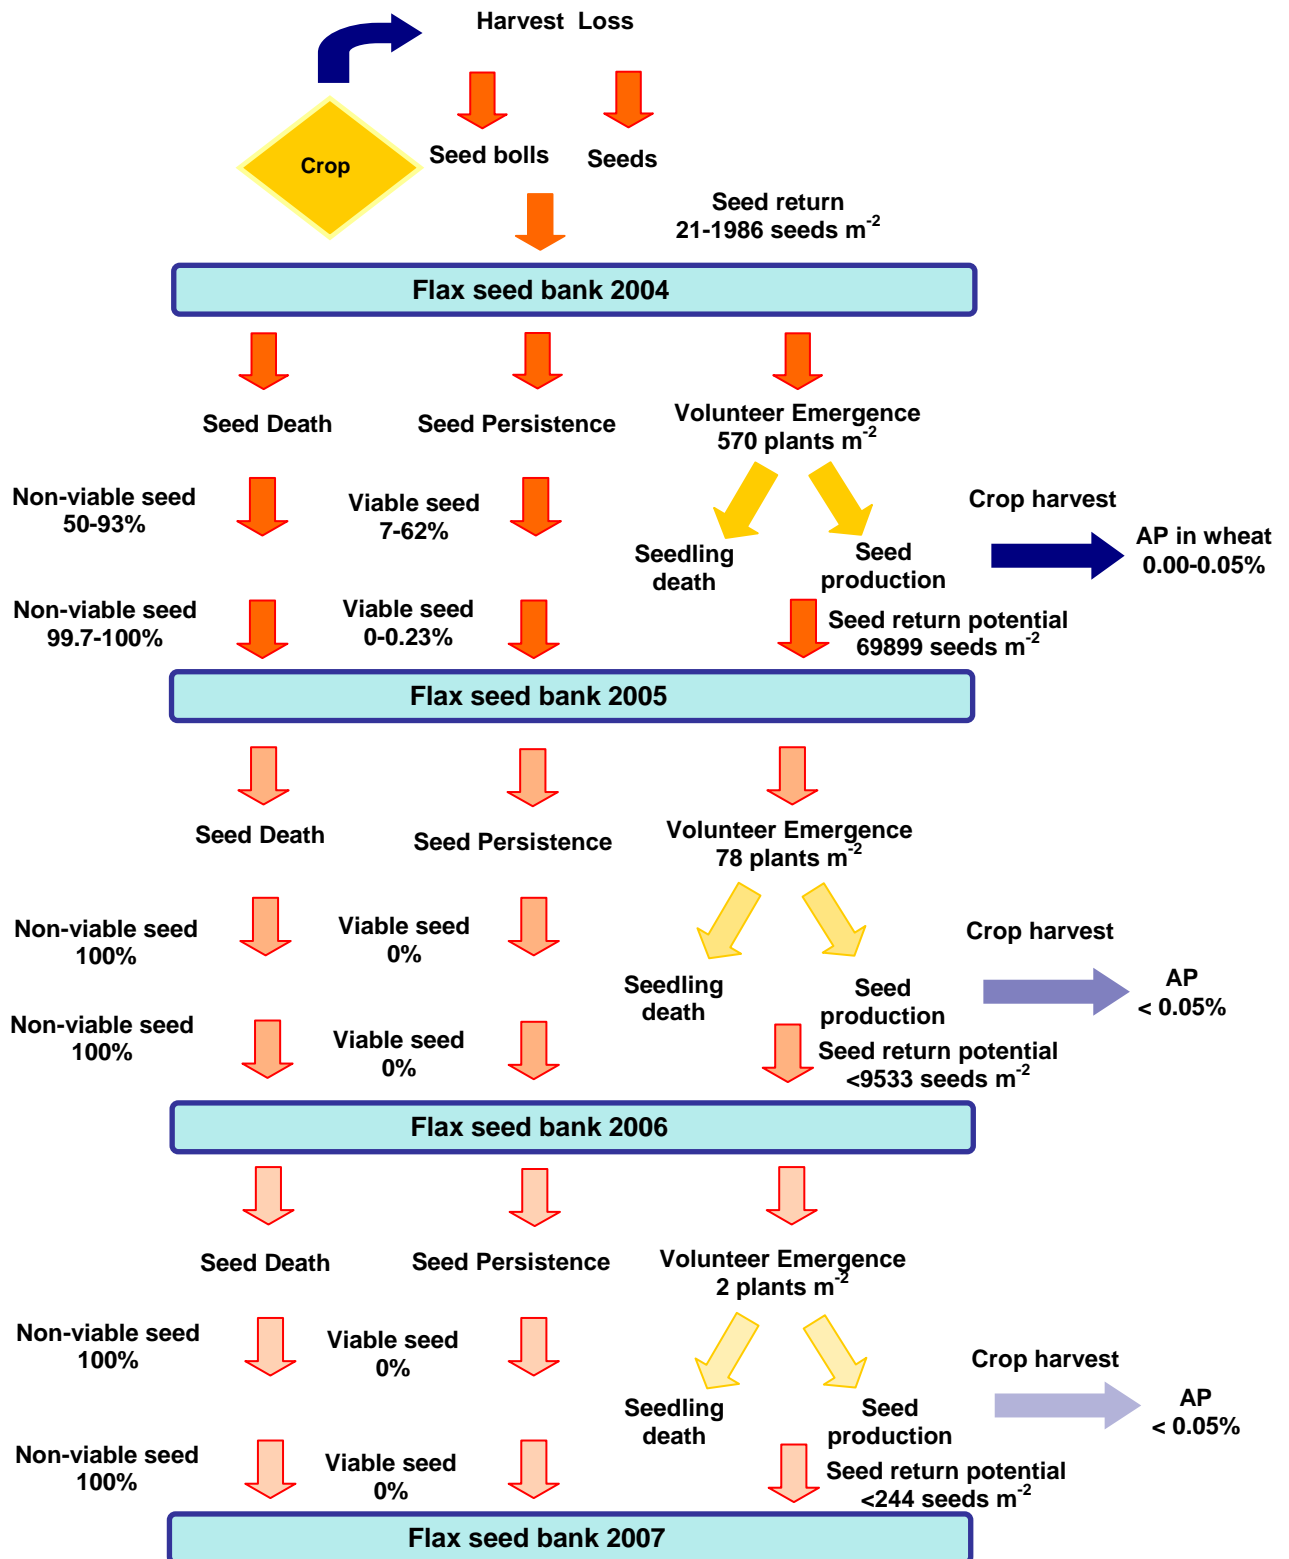 Harvest Loss
Crop
Seed bolls
Seeds
Seed return
21-1986 seeds m-2
Flax seed bank 2004
Seed Death
Seed Persistence
Volunteer Emergence
570 plants m-2
Non-viable seed
50-93%
Viable seed
7-62%
Seedling
death
Seed
production
Crop harvest
AP in wheat
0.00-0.05%
Non-viable seed
99.7-100%
Viable seed
0-0.23%
Seed return potential
69899 seeds m-2
Flax seed bank 2005
Seed Death
Seed Persistence
Volunteer Emergence
78 plants m-2
Non-viable seed
100%
Viable seed
0%
Seedling
death
Seed
production
Crop harvest
AP
< 0.05%
Non-viable seed
100%
Viable seed
0%
Seed return potential
<9533 seeds m-2
Flax seed bank 2006
Seed Death
Seed Persistence
Volunteer Emergence
2 plants m-2
Non-viable seed
100%
Viable seed
0%
Seedling
death
Seed
production
Crop harvest
AP
< 0.05%
Non-viable seed
100%
Viable seed
0%
Seed return potential
<244 seeds m-2
Flax seed bank 2007